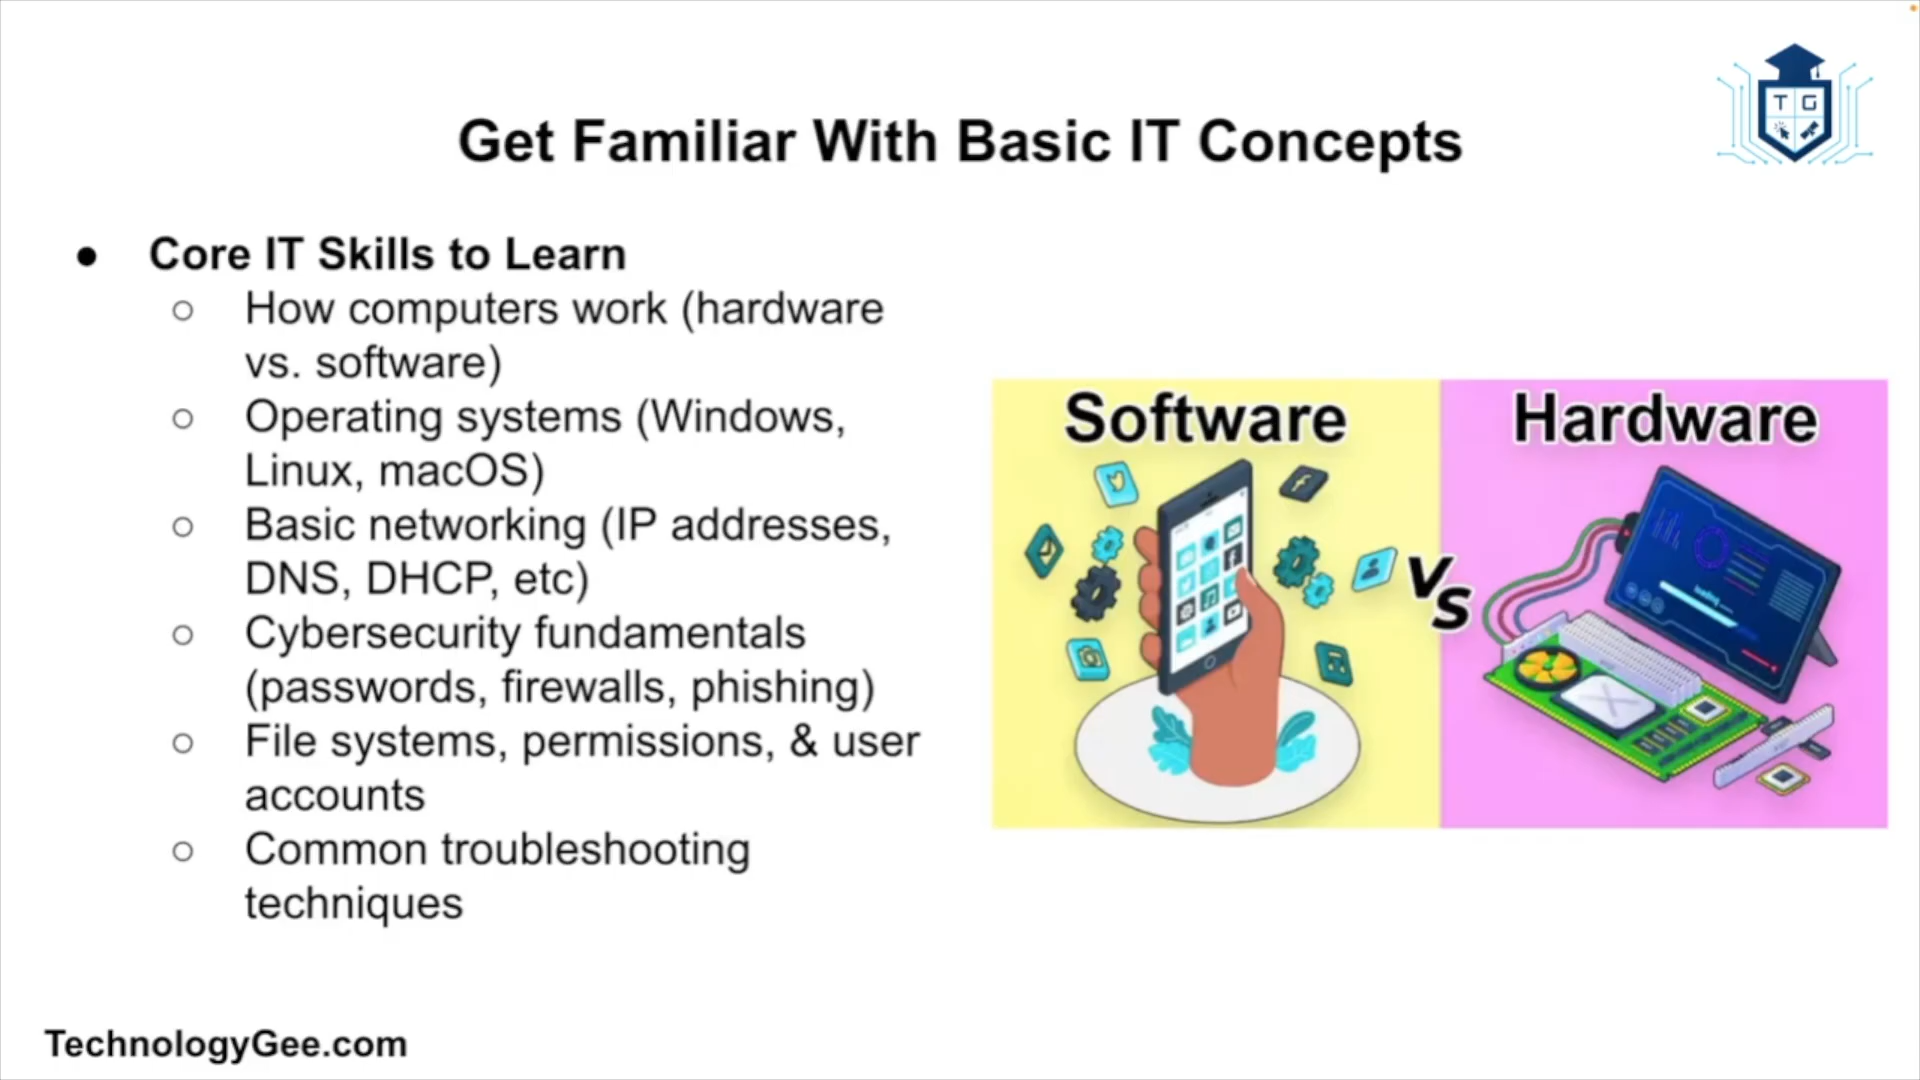 T G
Get Familiar With Basic IT Concepts
● Core IT Skills to Learn
○ How computers work (hardware
vs. software)
○ Operating systems (Windows,
Linux, macOS)
○ Basic networking (IP addresses,
DNS, DHCP, etc)
○ Cybersecurity fundamentals
(passwords, firewalls, phishing)
○ File systems, permissions, & user
accounts
○ Common troubleshooting
techniques
Software
Hardware
VS
loading
TechnologyGee.com